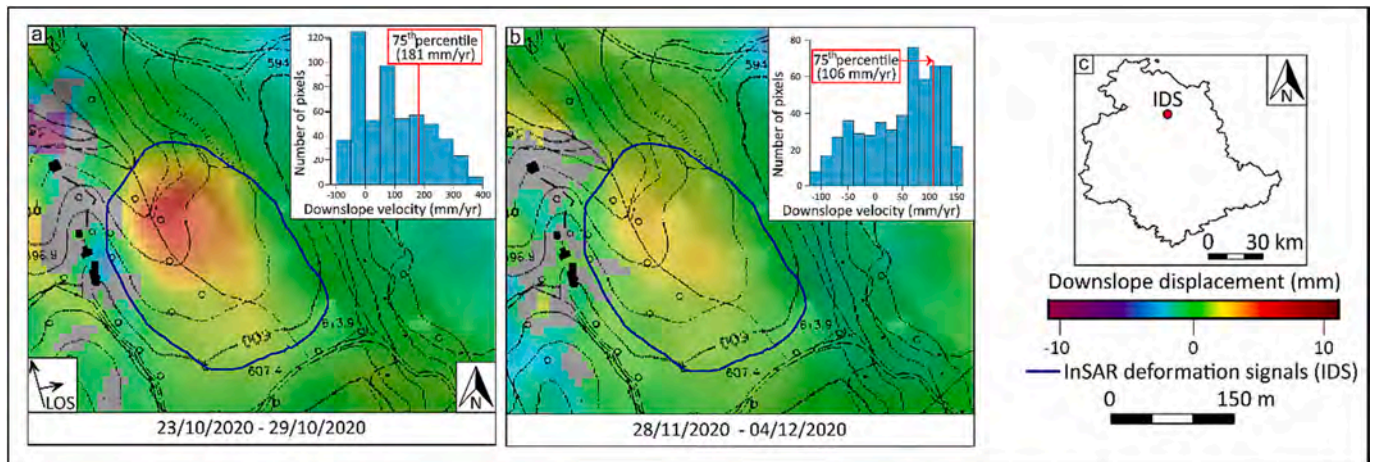 a
75th percentile
(181 mm/yr)
Number of pixels
120
100
80
60
40
20
0
-100 0 100 200 300 400
Downslope velocity (mm/yr)
594
613.9
607.4
LOS
N
23/10/2020 - 29/10/2020
b
75th percentile
(106 mm/yr)
Number of pixels
80
60
40
20
0
-100 -50 0 50 100 150
Downslope velocity (mm/yr)
594
613.9
607.4
N
28/11/2020 - 04/12/2020
c
IDS
N
0 30 km
Downslope displacement (mm)
-10 0 10
InSAR deformation signals (IDS)
0 150 m